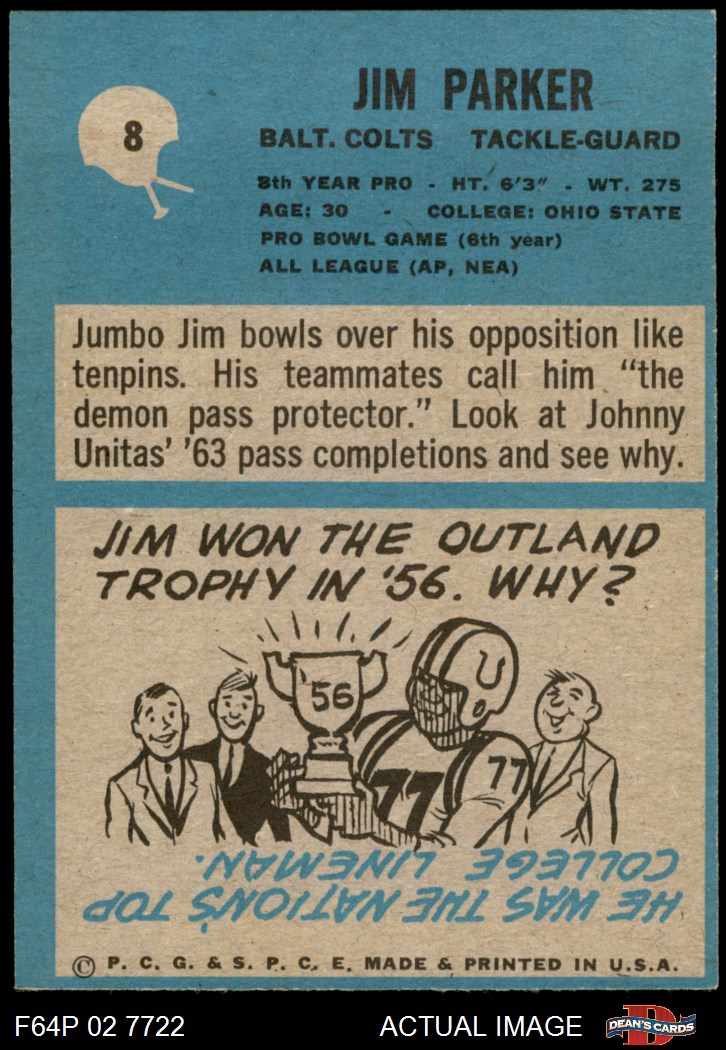 8
JIM PARKER
BALT. COLTS TACKLE-GUARD
8th YEAR PRO - HT. 6'3" - WT. 275
AGE: 30 - COLLEGE: OHIO STATE
PRO BOWL GAME (6th year)
ALL LEAGUE (AP, NEA)
Jumbo Jim bowls over his opposition like
tenpins. His teammates call him "the
demon pass protector." Look at Johnny
Unitas' '63 pass completions and see why.
JIM WON THE OUTLAND
TROPHY IN '56. WHY?
56
77
77
HE WAS THE NATION'S TOP
COLLEGE LINEMAN.
© P. C. G. & S. P. C. E. MADE & PRINTED IN U.S.A.
F64P 02 7722 ACTUAL IMAGE
D
DEAN'S CARDS